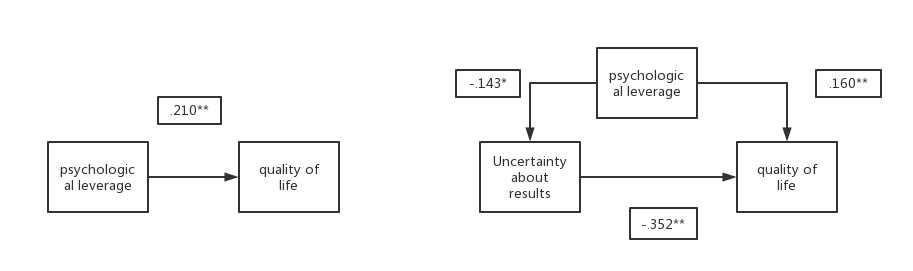 .210**
psychologic
al leverage
quality of
life
psychologic
al leverage
-.143*
.160**
Uncertainty
about
results
quality of
life
-.352**